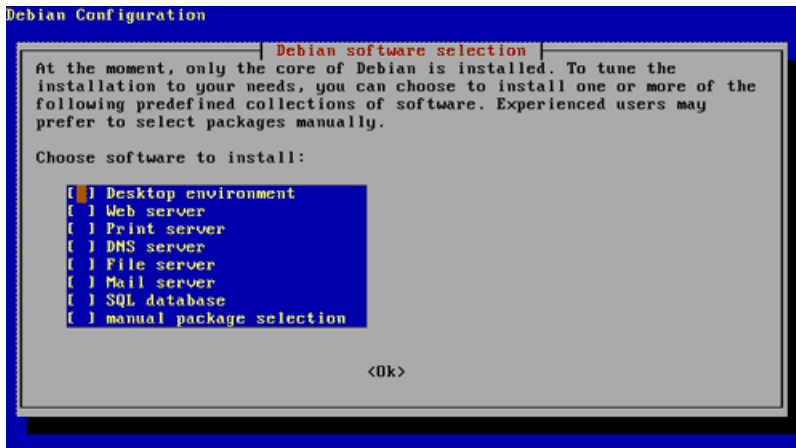 Debian Configuration
Debian software selection
At the moment, only the core of Debian is installed. To tune the
installation to your needs, you can choose to install one or more of the
following predefined collections of software. Experienced users may
prefer to select packages manually.
Choose software to install:
[ ] Desktop environment
[ ] Web server
[ ] Print server
[ ] DNS server
[ ] File server
[ ] Mail server
[ ] SQL database
[ ] manual package selection
<Ok>